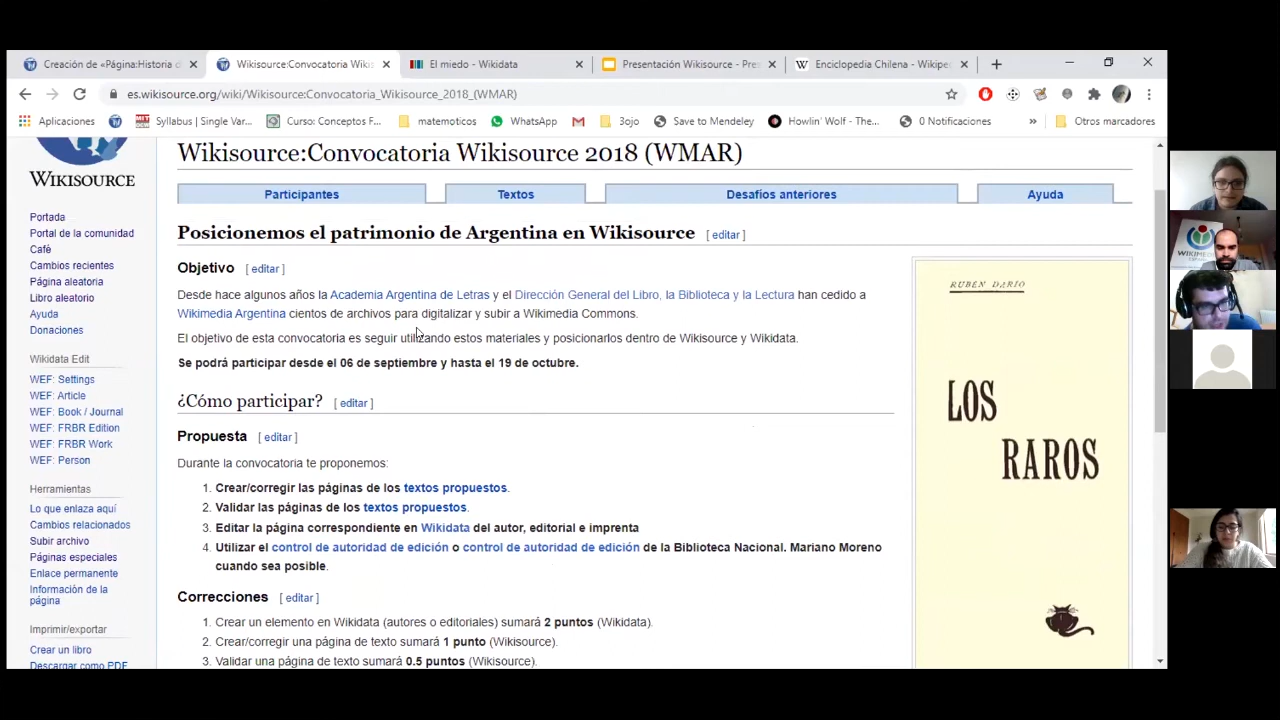 Creación de «Página:Historia d
Wikisource:Convocatoria Wikis
El miedo - Wikidata
Presentación Wikisource - Pres
Enciclopedia Chilena - Wikipe
es.wikisource.org/wiki/Wikisource:Convocatoria_Wikisource_2018_(WMAR)
Aplicaciones
MIT
Syllabus | Single Var...
Curso: Conceptos F...
matemoticos
WhatsApp
3ojo
Save to Mendeley
Howlin' Wolf - The...
0 Notificaciones
»
Otros marcadores
WIKISOURCE
Portada
Portal de la comunidad
Café
Cambios recientes
Página aleatoria
Libro aleatorio
Ayuda
Donaciones
Wikidata Edit
WEF: Settings
WEF: Article
WEF: Book / Journal
WEF: FRBR Edition
WEF: FRBR Work
WEF: Person
Herramientas
Lo que enlaza aquí
Cambios relacionados
Subir archivo
Páginas especiales
Enlace permanente
Información de la
página
Imprimir/exportar
Crear un libro
Descargar como PDF
Wikisource:Convocatoria Wikisource 2018 (WMAR)
Participantes
Textos
Desafíos anteriores
Ayuda
Posicionemos el patrimonio de Argentina en Wikisource [ editar ]
Objetivo [ editar ]
Desde hace algunos años la Academia Argentina de Letras y el Dirección General del Libro, la Biblioteca y la Lectura han cedido a
Wikimedia Argentina cientos de archivos para digitalizar y subir a Wikimedia Commons.
El objetivo de esta convocatoria es seguir utilizando estos materiales y posicionarlos dentro de Wikisource y Wikidata.
Se podrá participar desde el 06 de septiembre y hasta el 19 de octubre.
¿Cómo participar? [ editar ]
Propuesta [ editar ]
Durante la convocatoria te proponemos:
1. Crear/corregir las páginas de los textos propuestos.
2. Validar las páginas de los textos propuestos.
3. Editar la página correspondiente en Wikidata del autor, editorial e imprenta
4. Utilizar el control de autoridad de edición o control de autoridad de edición de la Biblioteca Nacional. Mariano Moreno
cuando sea posible.
Correcciones [ editar ]
1. Crear un elemento en Wikidata (autores o editoriales) sumará 2 puntos (Wikidata).
2. Crear/corregir una página de texto sumará 1 punto (Wikisource).
3. Validar una página de texto sumará 0.5 puntos (Wikisource).
RUBÉN DARÍO
LOS
RAROS
WIKIMEDIA